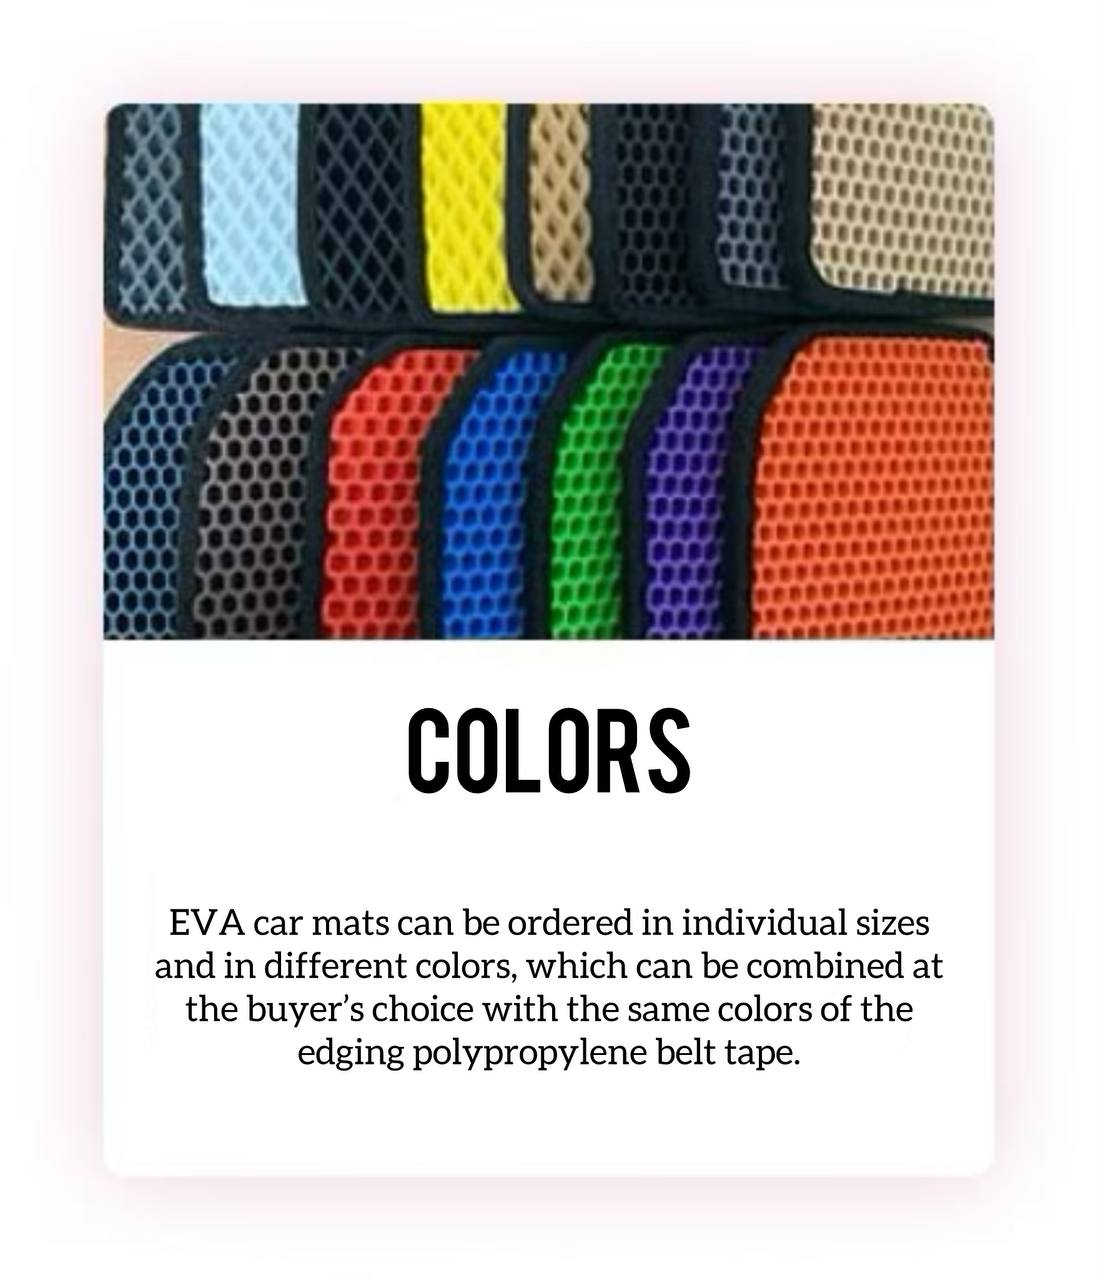 COLORS
EVA car mats can be ordered in individual sizes
and in different colors, which can be combined at
the buyer’s choice with the same colors of the
edging polypropylene belt tape.